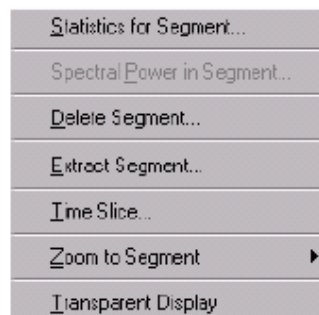 Statistics for Segment...
Spectral Power in Segment...
Delete Segment...
Extract Segment...
Time Slice...
Zoom to Segment
Transparent Display